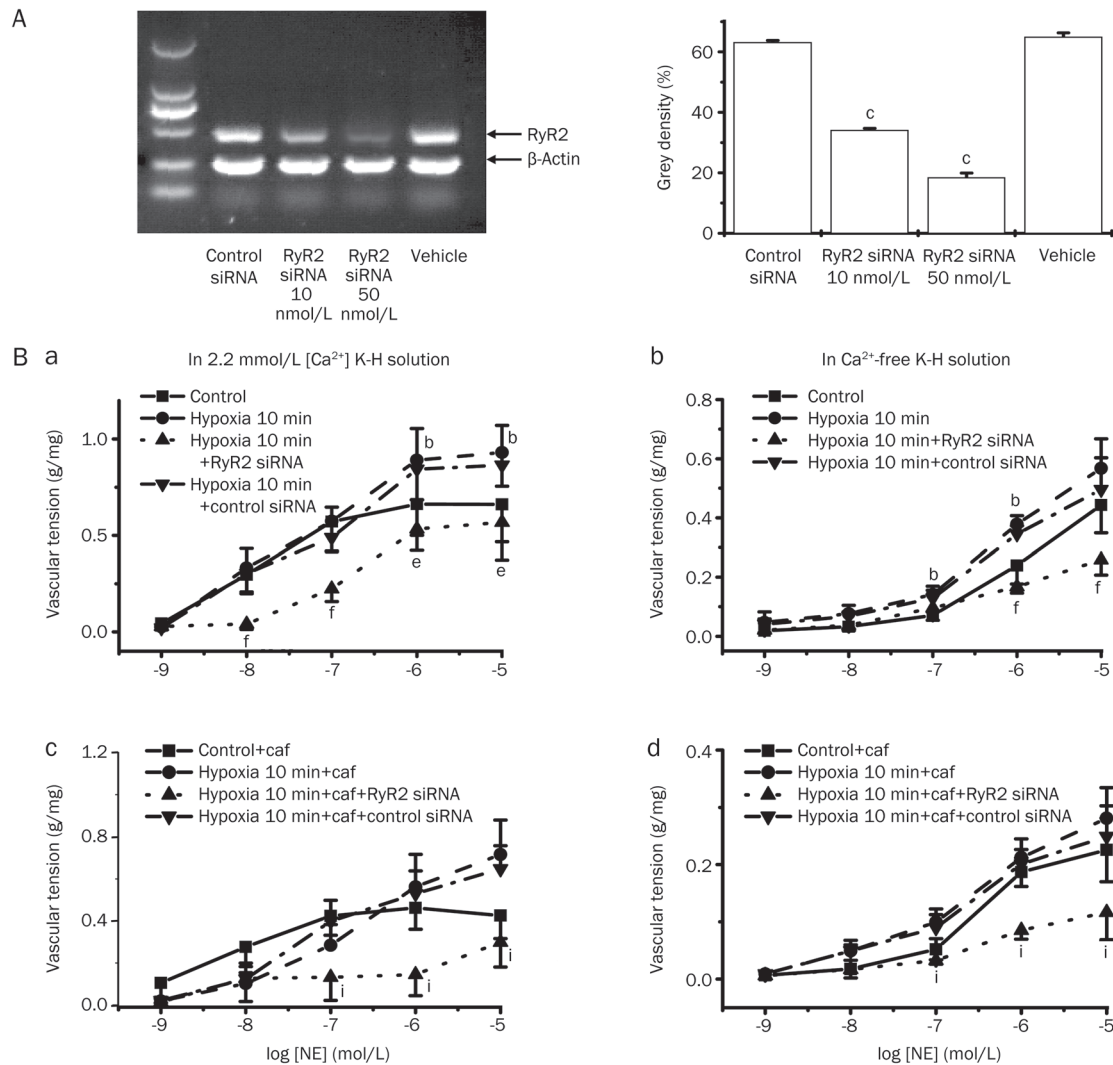 A
RyR2
β-Actin
Control
siRNA
RyR2
siRNA
10
nmol/L
RyR2
siRNA
50
nmol/L
Vehicle
Grey density (%)
60
40
20
0
c
c
Control
siRNA
RyR2 siRNA
10 nmol/L
RyR2 siRNA
50 nmol/L
Vehicle
B a
In 2.2 mmol/L [Ca²⁺] K-H solution
Control
Hypoxia 10 min
Hypoxia 10 min
+RyR2 siRNA
Hypoxia 10 min
+control siRNA
Vascular tension (g/mg)
1.0
0.5
0.0
b
b
e
e
f
f
-9 -8 -7 -6 -5
b
In Ca²⁺-free K-H solution
Control
Hypoxia 10 min
Hypoxia 10 min+RyR2 siRNA
Hypoxia 10 min+control siRNA
Vascular tension (g/mg)
0.8
0.6
0.4
0.2
0.0
b
b
f
f
-9 -8 -7 -6 -5
c
Control+caf
Hypoxia 10 min+caf
Hypoxia 10 min+caf+RyR2 siRNA
Hypoxia 10 min+caf+control siRNA
Vascular tension (g/mg)
1.2
0.8
0.4
0.0
i
i
i
-9 -8 -7 -6 -5
log [NE] (mol/L)
d
Control+caf
Hypoxia 10 min+caf
Hypoxia 10 min+caf+RyR2 siRNA
Hypoxia 10 min+caf+control siRNA
Vascular tension (g/mg)
0.4
0.2
0.0
i
i
i
-9 -8 -7 -6 -5
log [NE] (mol/L)